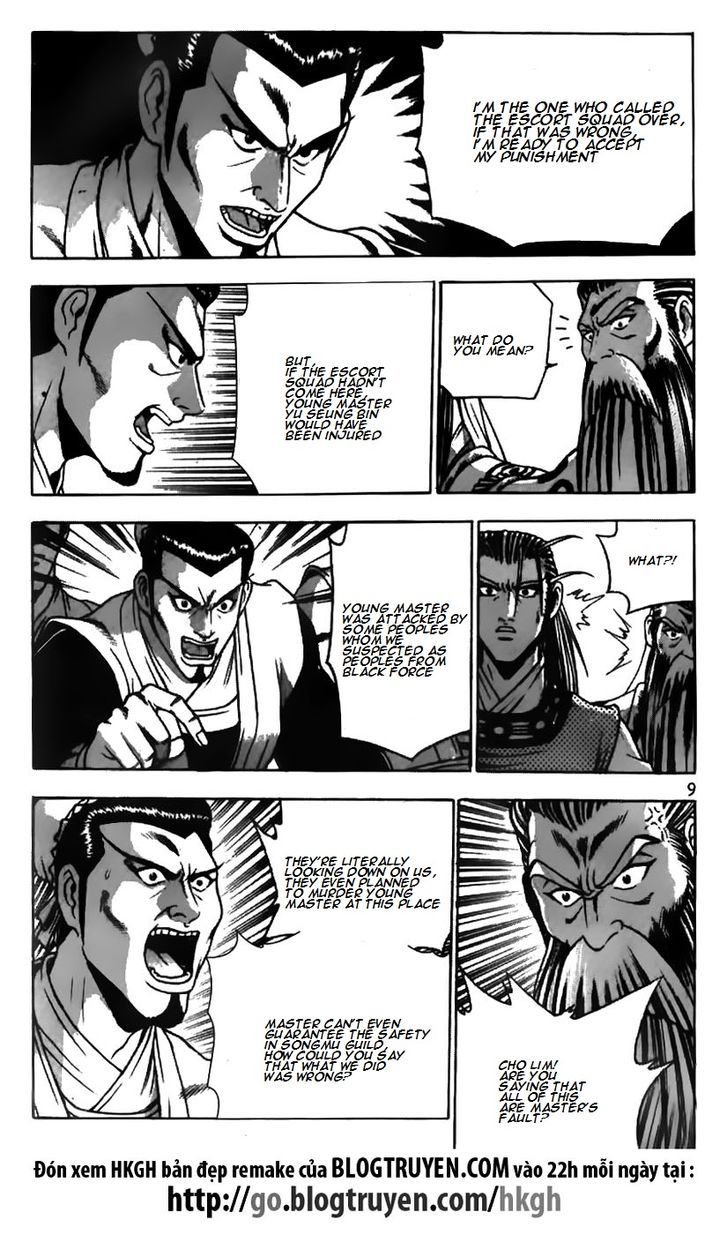 I'M THE ONE WHO CALLED
THE ESCORT SQUAD OVER,
IF THAT WAS WRONG,
I'M READY TO ACCEPT
MY PUNISHMENT
BUT
IF THE ESCORT
SQUAD HADN'T
COME HERE,
YOUNG MASTER
YU SEUNG BIN
WOULD HAVE
BEEN INJURED
WHAT DO
YOU MEAN?
YOUNG MASTER
WAS ATTACKED BY
SOME PEOPLES
WHOM WE
SUSPECTED AS
PEOPLES FROM
BLACK FORCE
WHAT?!
9
THEY'RE LITERALLY
LOOKING DOWN ON US,
THEY EVEN PLANNED
TO MURDER YOUNG
MASTER AT THIS PLACE
MASTER CAN'T EVEN
GUARANTEE THE SAFETY
IN SONGMU GUILD,
HOW COULD YOU SAY
THAT WHAT WE DID
WAS WRONG?
CHO LIM!
ARE YOU
SAYING THAT
ALL OF THIS
ARE MASTER'S
FAULT?
Đón xem HKGH bản đẹp remake của BLOGTRUYEN.COM vào 22h mỗi ngày tại :
http://go.blogtruyen.com/hkgh